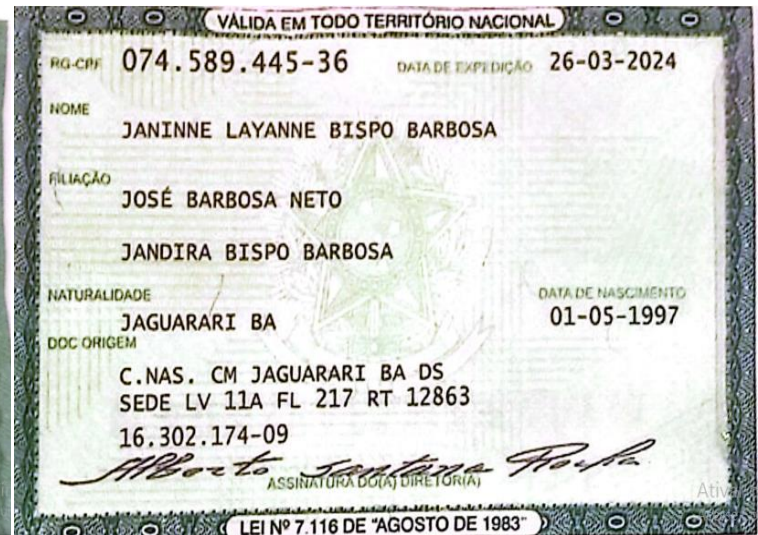 VÁLIDA EM TODO TERRITÓRIO NACIONAL
RG-CPF 074.589.445-36 DATA DE EXPEDIÇÃO 26-03-2024
NOME
JANINNE LAYANNE BISPO BARBOSA
FILIAÇÃO
JOSÉ BARBOSA NETO
JANDIRA BISPO BARBOSA
NATURALIDADE DATA DE NASCIMENTO
JAGUARARI BA 01-05-1997
DOC ORIGEM
C.NAS. CM JAGUARARI BA DS
SEDE LV 11A FL 217 RT 12863
16.302.174-09
Alberto Santana Rocha
ASSINATURA DO(A) DIRETOR(A)
Ativ
LEI Nº 7.116 DE "AGOSTO DE 1983"